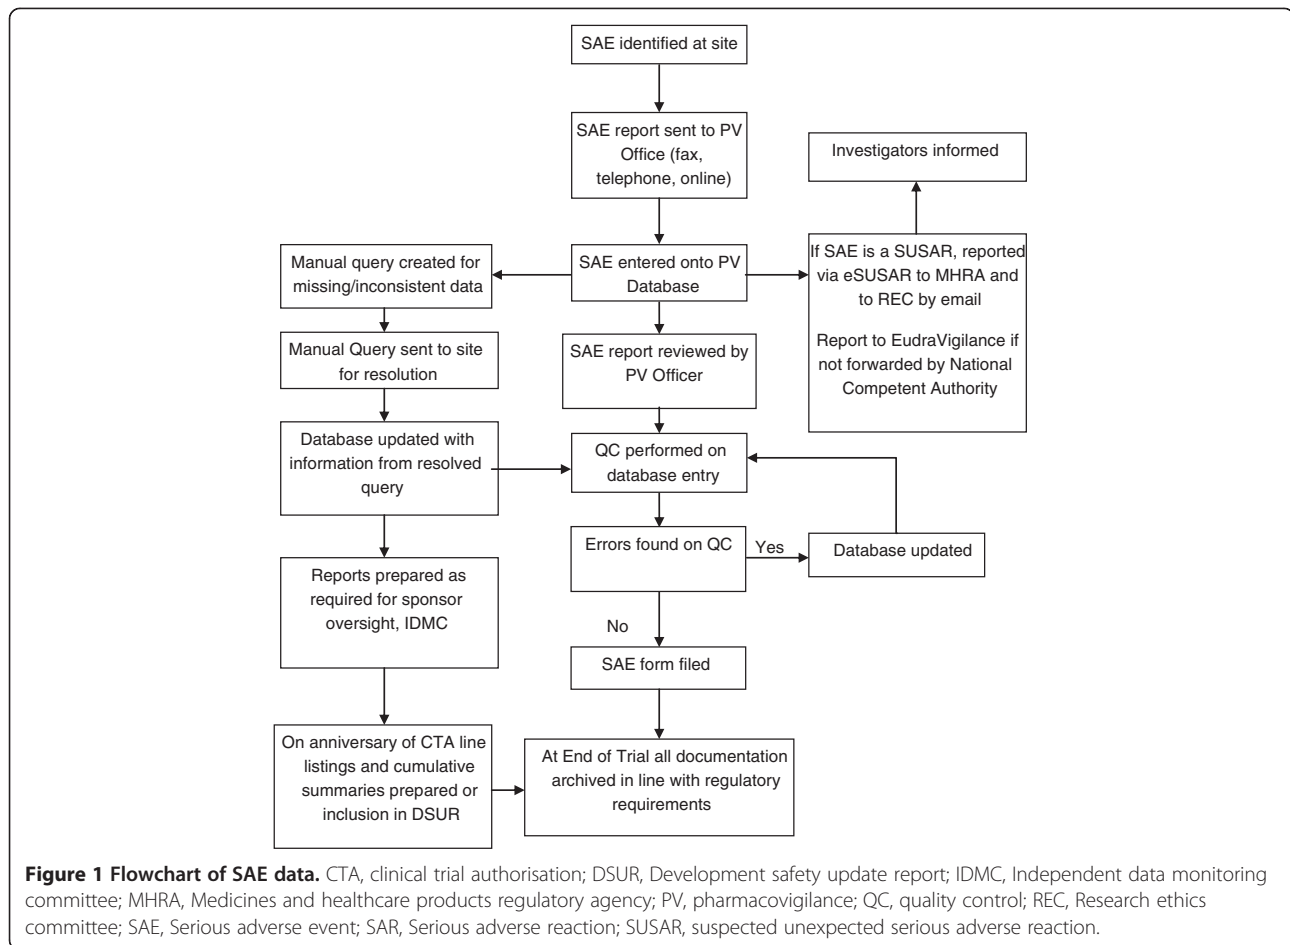 SAE identified at site
SAE report sent to PV
Office (fax,
telephone, online)
Investigators informed
Manual query created for
missing/inconsistent data
SAE entered onto PV
Database
If SAE is a SUSAR, reported
via eSUSAR to MHRA and
to REC by email
Report to EudraVigilance if
not forwarded by National
Competent Authority
Manual Query sent to site
for resolution
SAE report reviewed by
PV Officer
Database updated with
information from resolved
query
QC performed on
database entry
Errors found on QC
Yes
Database updated
Reports prepared as
required for sponsor
oversight, IDMC
No
SAE form filed
On anniversary of CTA line
listings and cumulative
summaries prepared or
inclusion in DSUR
At End of Trial all documentation
archived in line with regulatory
requirements
Figure 1 Flowchart of SAE data. CTA, clinical trial authorisation; DSUR, Development safety update report; IDMC, Independent data monitoring
committee; MHRA, Medicines and healthcare products regulatory agency; PV, pharmacovigilance; QC, quality control; REC, Research ethics
committee; SAE, Serious adverse event; SAR, Serious adverse reaction; SUSAR, suspected unexpected serious adverse reaction.